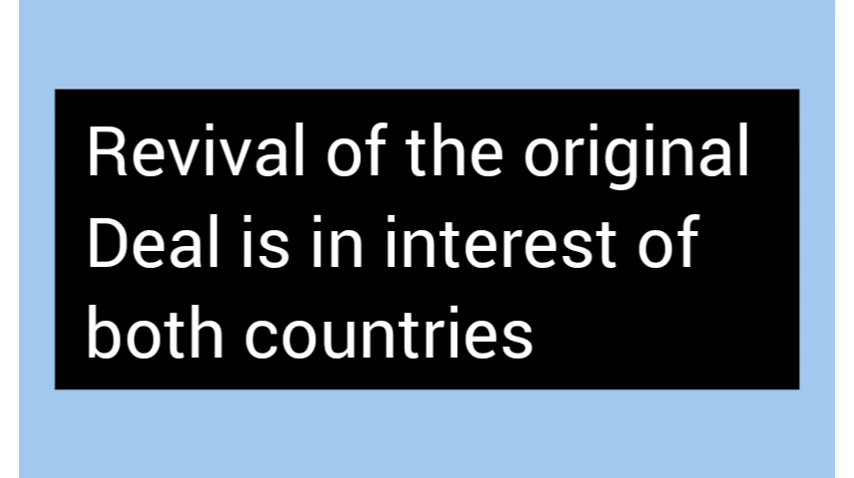 Revival of the original
Deal is in interest of
both countries